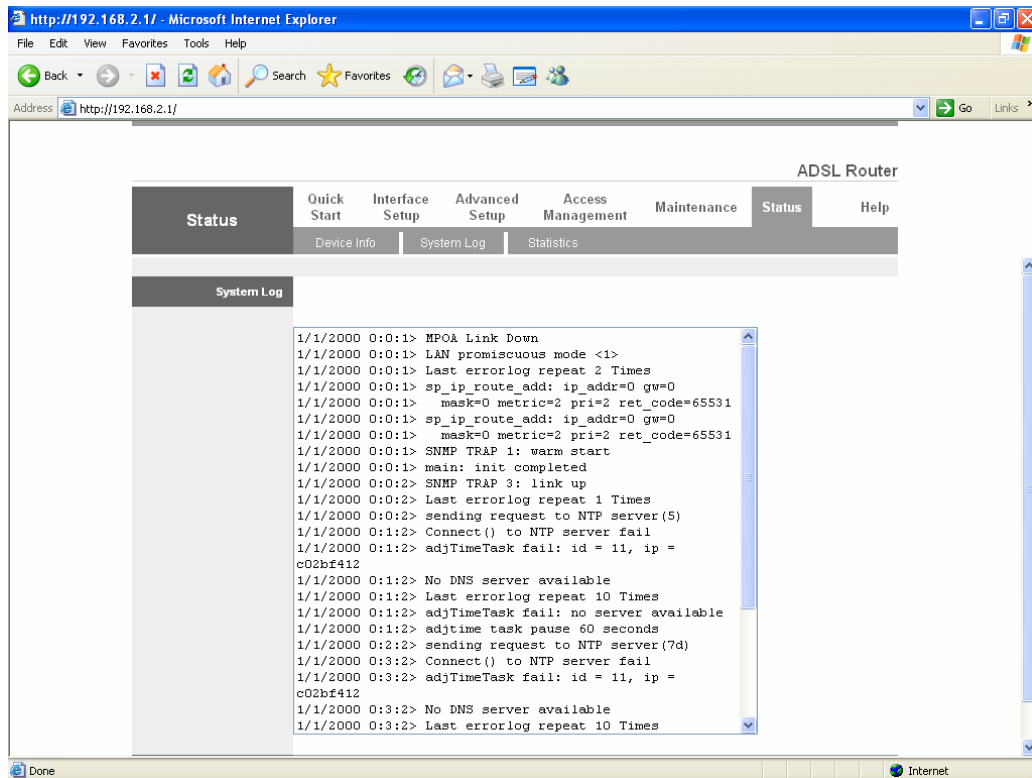 http://192.168.2.1/ - Microsoft Internet Explorer
File Edit View Favorites Tools Help
Back Search Favorites
Address http://192.168.2.1/ Go Links »
ADSL Router
Status
Quick Start Interface Setup Advanced Setup Access Management Maintenance Status Help
Device Info System Log Statistics
System Log
1/1/2000 0:0:1> MPOA Link Down
1/1/2000 0:0:1> LAN promiscuous mode <1>
1/1/2000 0:0:1> Last errorlog repeat 2 Times
1/1/2000 0:0:1> sp_ip_route_add: ip_addr=0 gw=0
1/1/2000 0:0:1>   mask=0 metric=2 pri=2 ret_code=65531
1/1/2000 0:0:1> sp_ip_route_add: ip_addr=0 gw=0
1/1/2000 0:0:1>   mask=0 metric=2 pri=2 ret_code=65531
1/1/2000 0:0:1> SNMP TRAP 1: warm start
1/1/2000 0:0:1> main: init completed
1/1/2000 0:0:2> SNMP TRAP 3: link up
1/1/2000 0:0:2> Last errorlog repeat 1 Times
1/1/2000 0:0:2> sending request to NTP server(5)
1/1/2000 0:1:2> Connect() to NTP server fail
1/1/2000 0:1:2> adjTimeTask fail: id = 11, ip =
c02bf412
1/1/2000 0:1:2> No DNS server available
1/1/2000 0:1:2> Last errorlog repeat 10 Times
1/1/2000 0:1:2> adjTimeTask fail: no server available
1/1/2000 0:1:2> adjtime task pause 60 seconds
1/1/2000 0:2:2> sending request to NTP server(7d)
1/1/2000 0:3:2> Connect() to NTP server fail
1/1/2000 0:3:2> adjTimeTask fail: id = 11, ip =
c02bf412
1/1/2000 0:3:2> No DNS server available
1/1/2000 0:3:2> Last errorlog repeat 10 Times
Done Internet